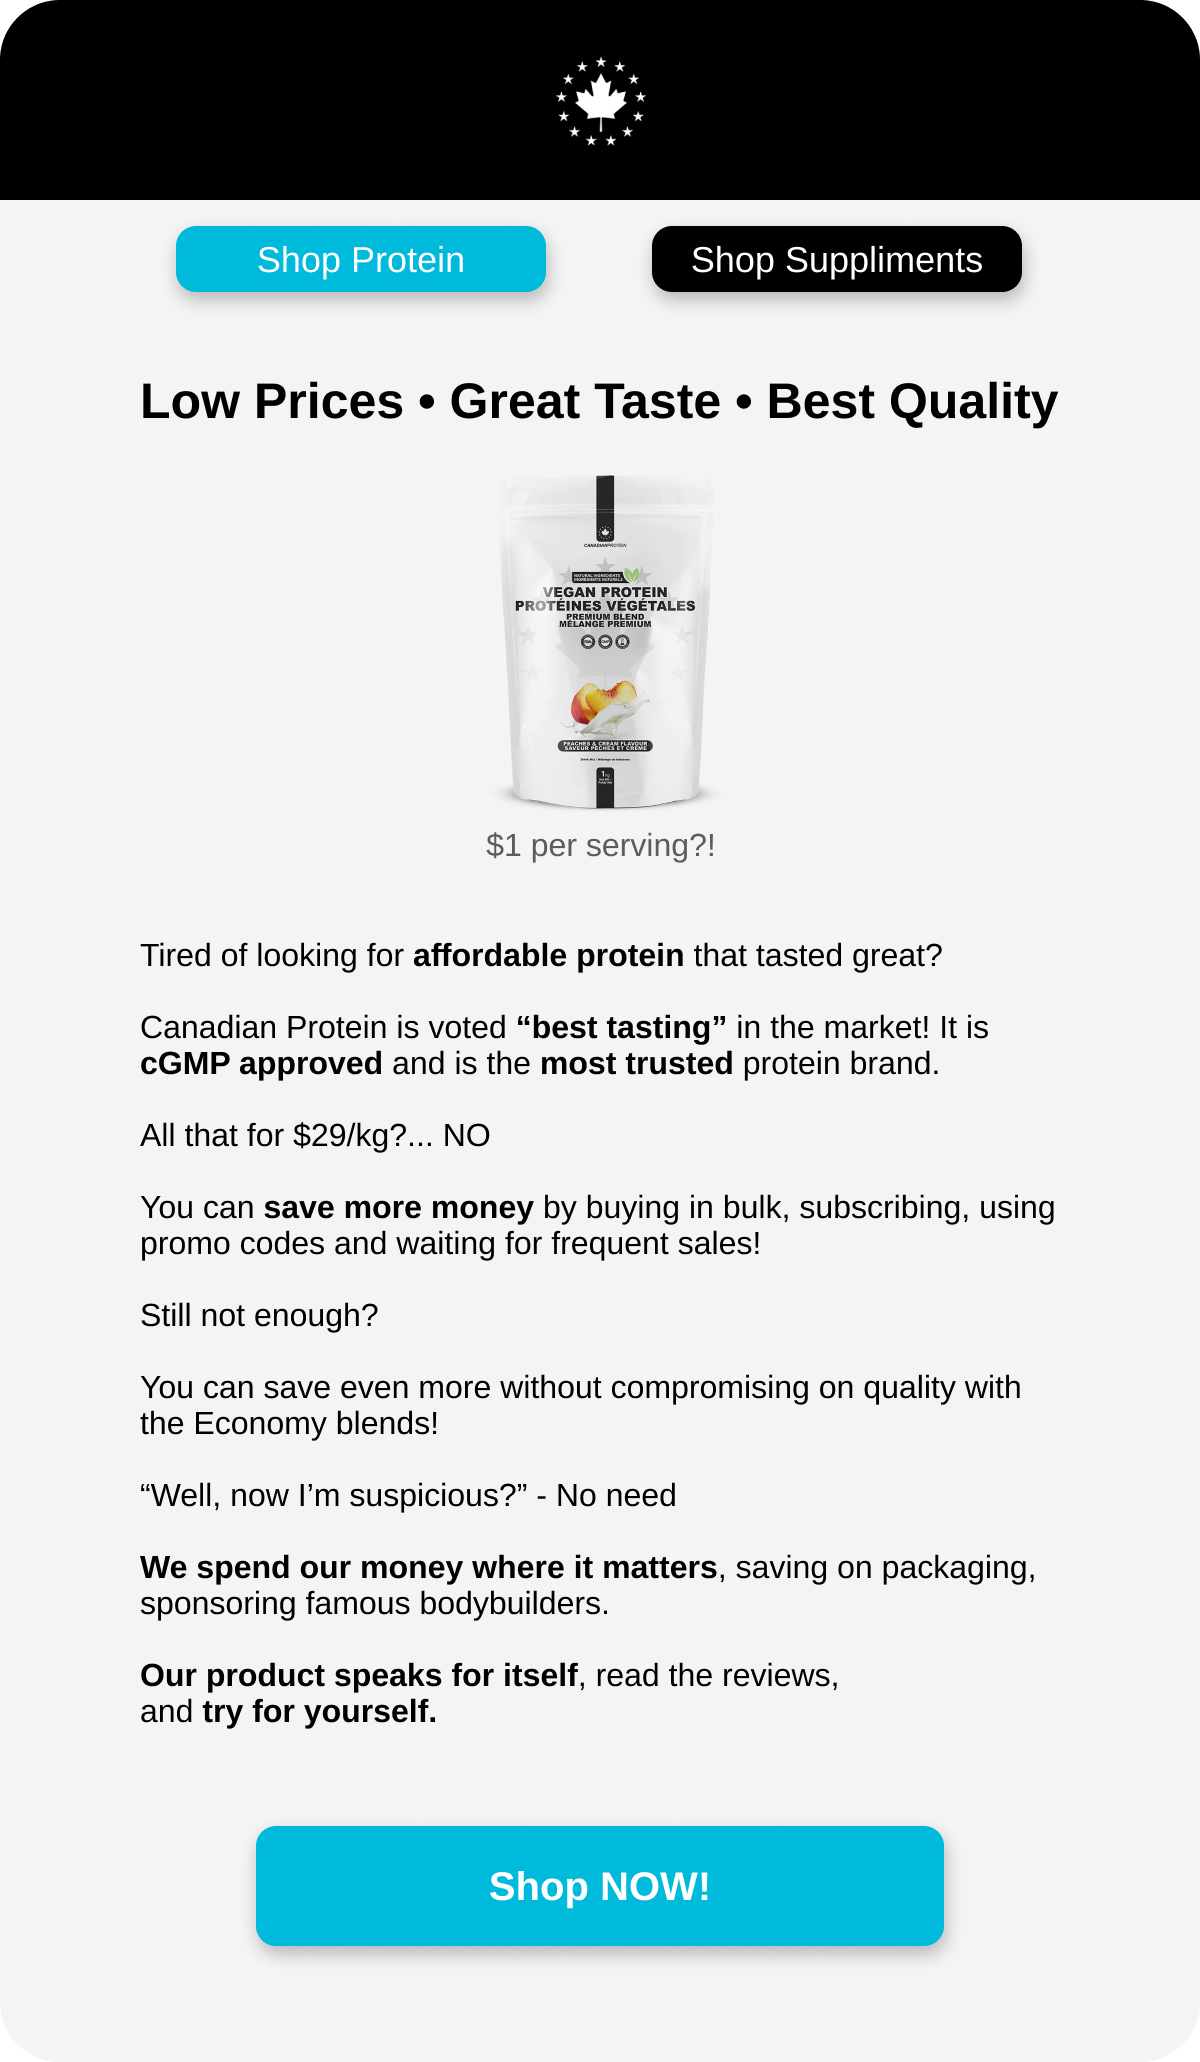 Shop Protein
Shop Suppliments
Low Prices • Great Taste • Best Quality
CANADIANPROTEIN
NATURAL INGREDIENTS
INGRÉDIENTS NATURELS
VEGAN PROTEIN
PROTÉINES VÉGÉTALES
PREMIUM BLEND
MÉLANGE PREMIUM
PEACHES & CREAM FLAVOUR
SAVEUR PÊCHES ET CRÈME
Drink Mix / Mélange de boissons
$1 per serving?!
Tired of looking for affordable protein that tasted great?
Canadian Protein is voted “best tasting” in the market! It is
cGMP approved and is the most trusted protein brand.
All that for $29/kg?... NO
You can save more money by buying in bulk, subscribing, using
promo codes and waiting for frequent sales!
Still not enough?
You can save even more without compromising on quality with
the Economy blends!
“Well, now I’m suspicious?” - No need
We spend our money where it matters, saving on packaging,
sponsoring famous bodybuilders.
Our product speaks for itself, read the reviews,
and try for yourself.
Shop NOW!